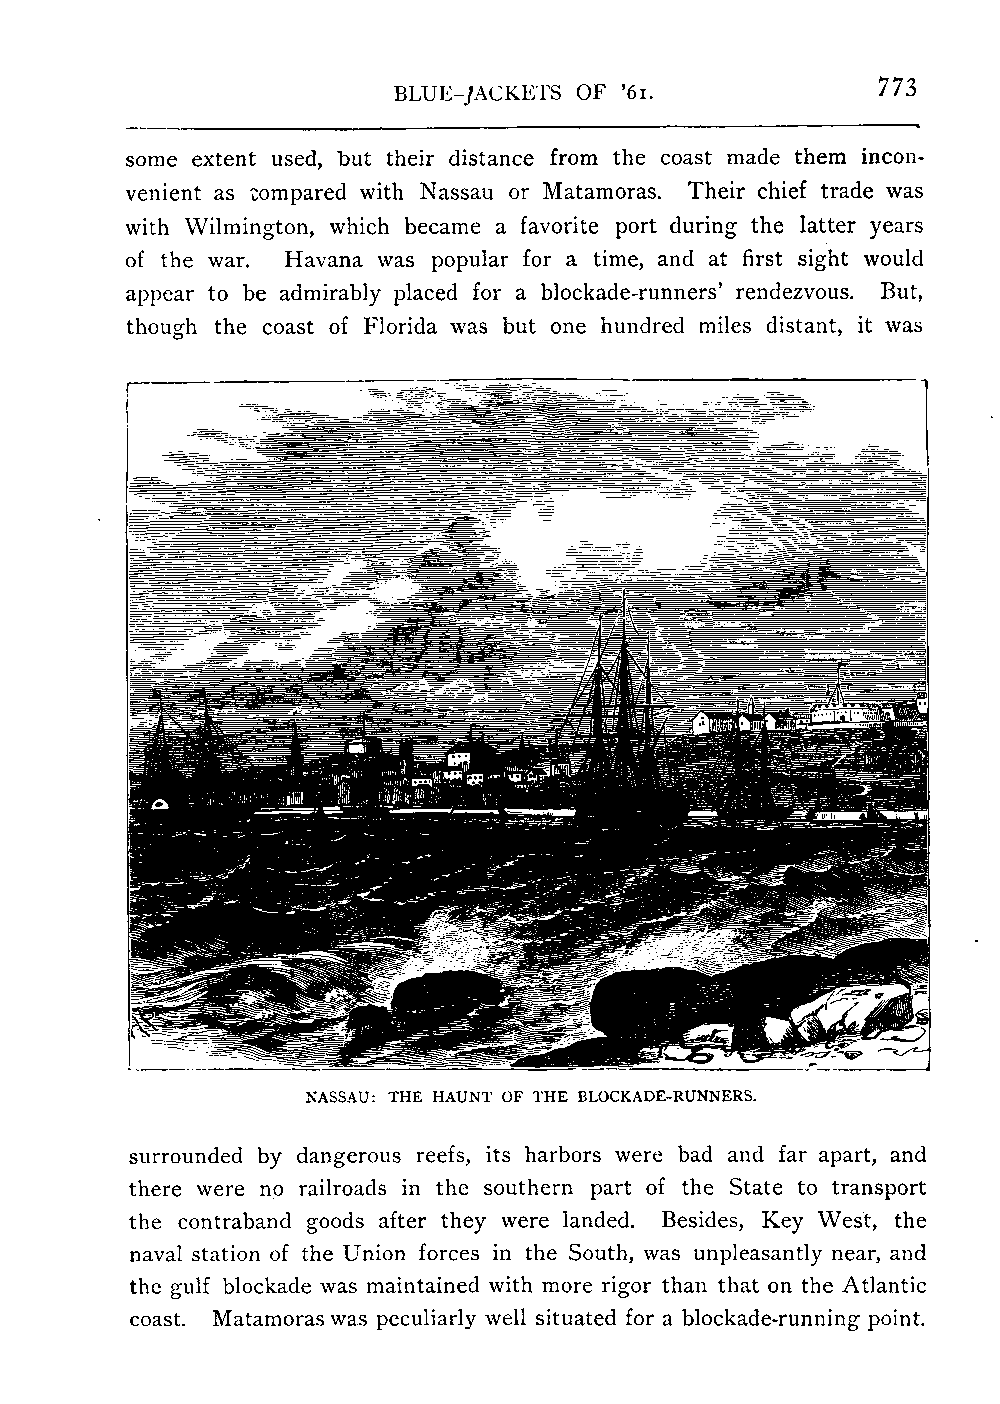 BLUE-JACKETS OF '61. 773
some extent used, but their distance from the coast made them incon-
venient as compared with Nassau or Matamoras. Their chief trade was
with Wilmington, which became a favorite port during the latter years
of the war. Havana was popular for a time, and at first sight would
appear to be admirably placed for a blockade-runners' rendezvous. But,
though the coast of Florida was but one hundred miles distant, it was
NASSAU: THE HAUNT OF THE BLOCKADE-RUNNERS.
surrounded by dangerous reefs, its harbors were bad and far apart, and
there were no railroads in the southern part of the State to transport
the contraband goods after they were landed. Besides, Key West, the
naval station of the Union forces in the South, was unpleasantly near, and
the gulf blockade was maintained with more rigor than that on the Atlantic
coast. Matamoras was peculiarly well situated for a blockade-running point.